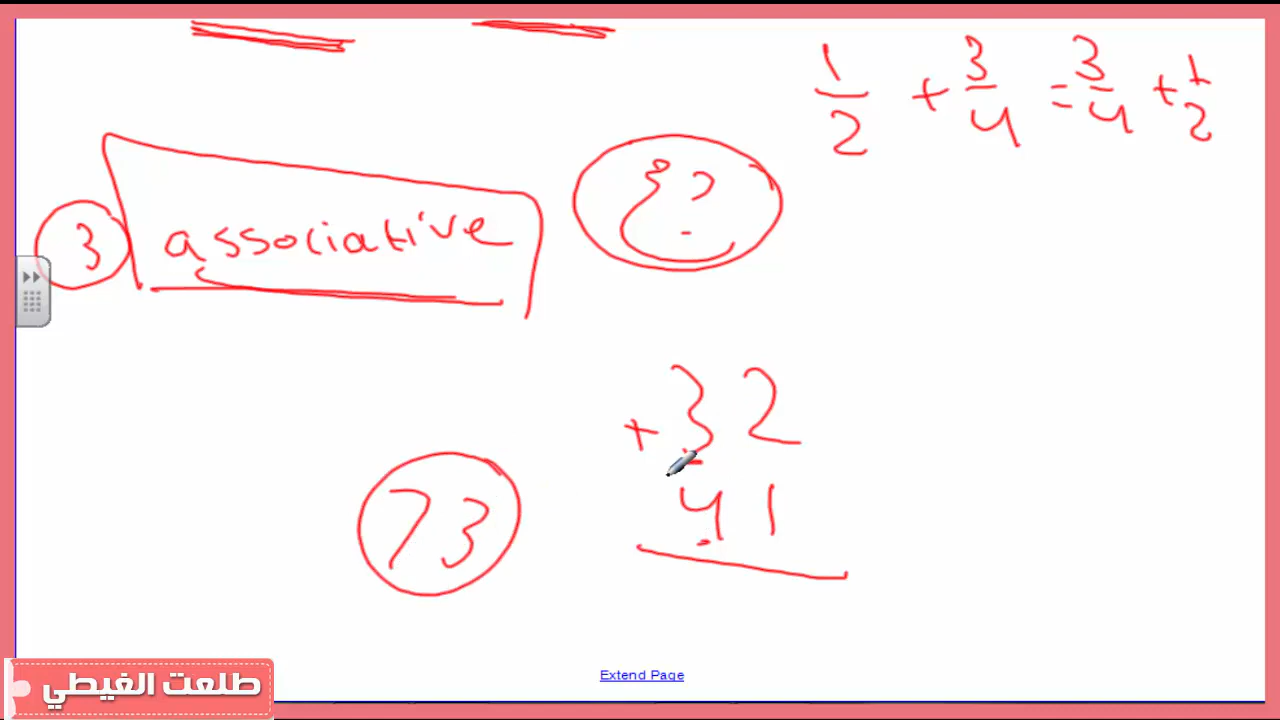 1/2 + 3/4 = 3/4 + 1/2
3 associative
+ 32
41
73
Extend Page
طلعت الغيطي